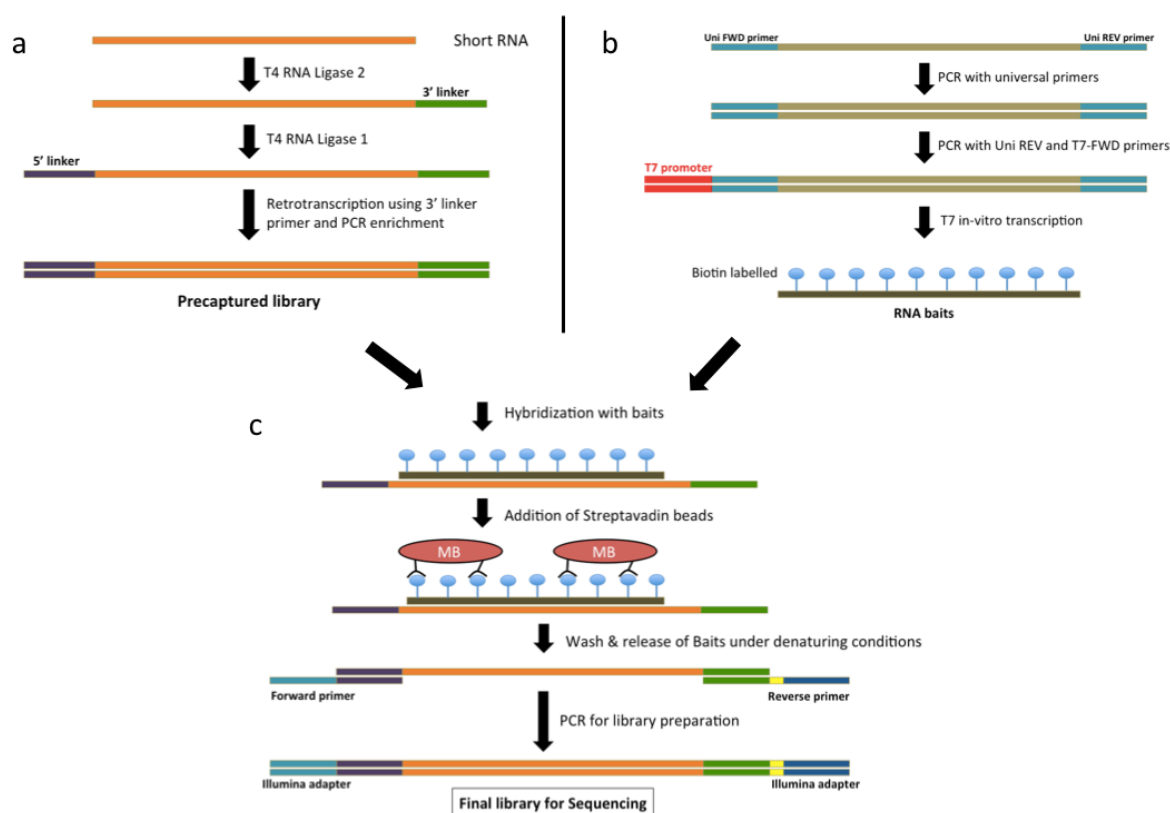 a
Short RNA
T4 RNA Ligase 2
3' linker
T4 RNA Ligase 1
5' linker
Retrotranscription using 3' linker
primer and PCR enrichment
Precaptured library
b
Uni FWD primer
Uni REV primer
PCR with universal primers
PCR with Uni REV and T7-FWD primers
T7 promoter
T7 in-vitro transcription
Biotin labelled
RNA baits
c
Hybridization with baits
Addition of Streptavadin beads
MB
MB
Wash & release of Baits under denaturing conditions
Forward primer
Reverse primer
PCR for library preparation
Illumina adapter
Illumina adapter
Final library for Sequencing